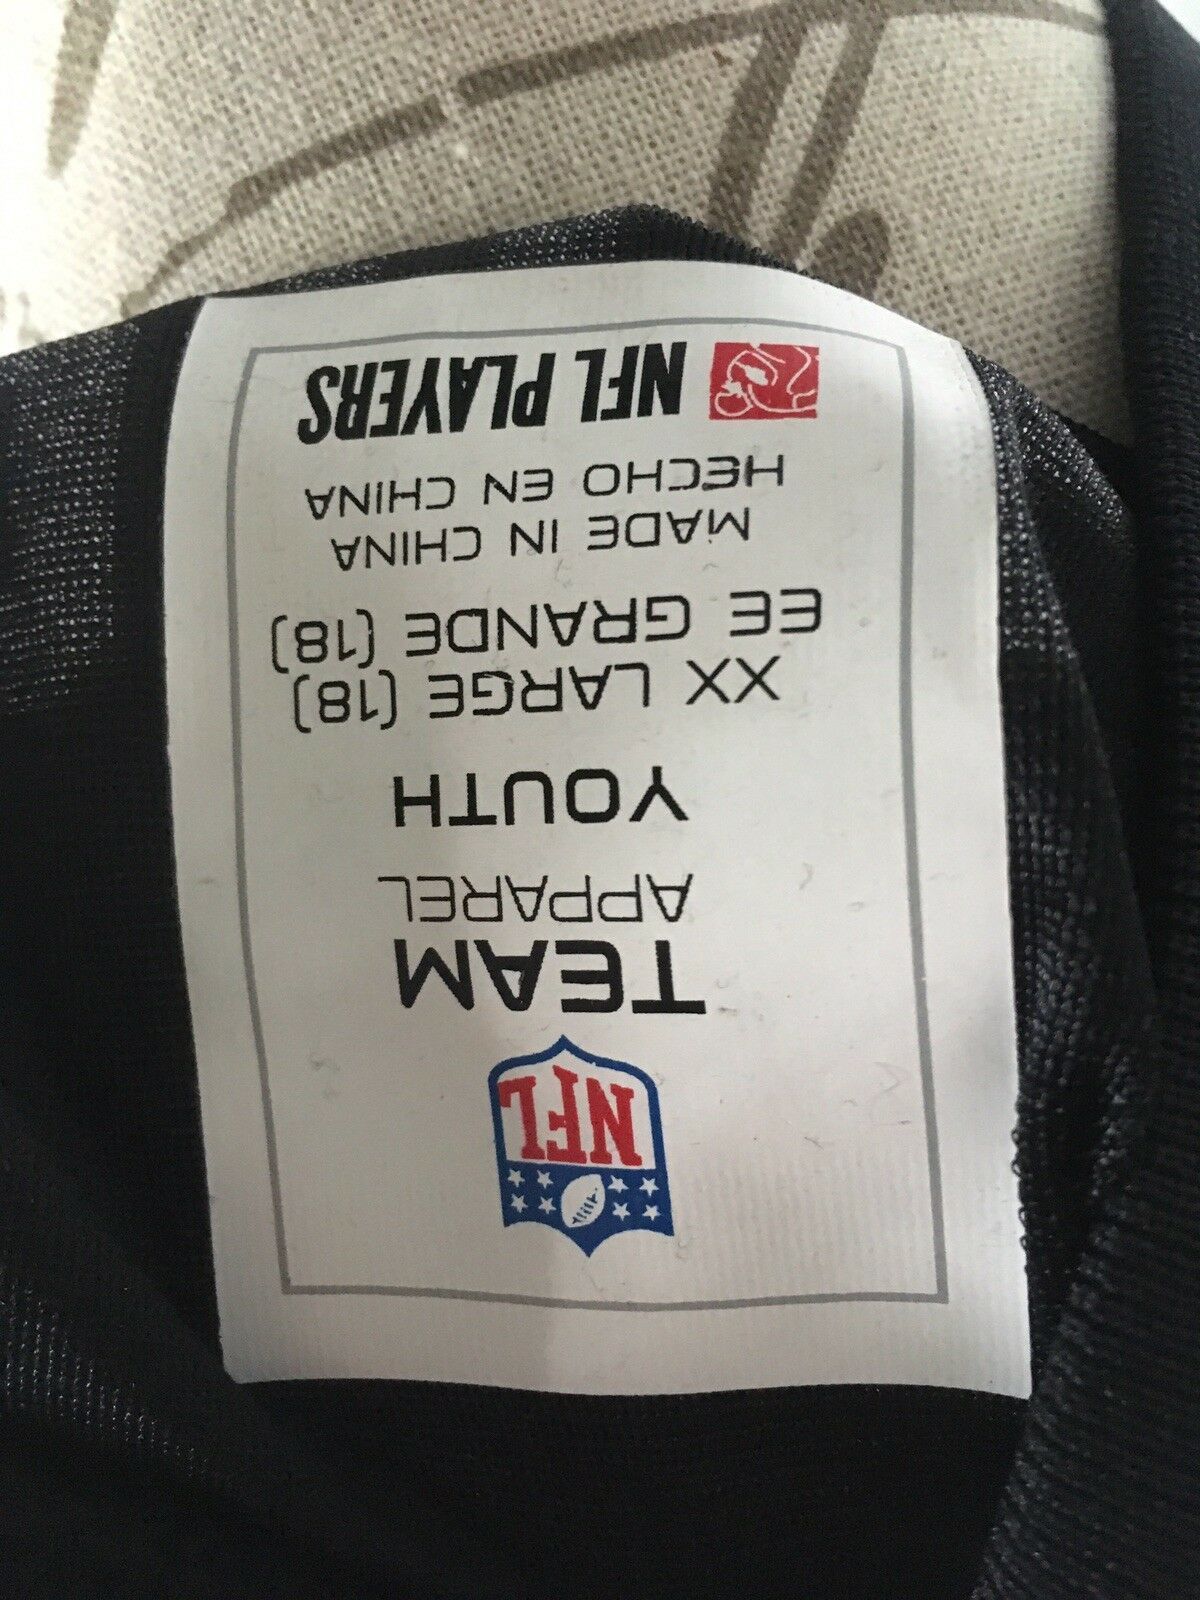 NFL
TEAM
APPAREL
YOUTH
XX LARGE (18)
EE GRANDE (18)
MADE IN CHINA
HECHO EN CHINA
NFL PLAYERS